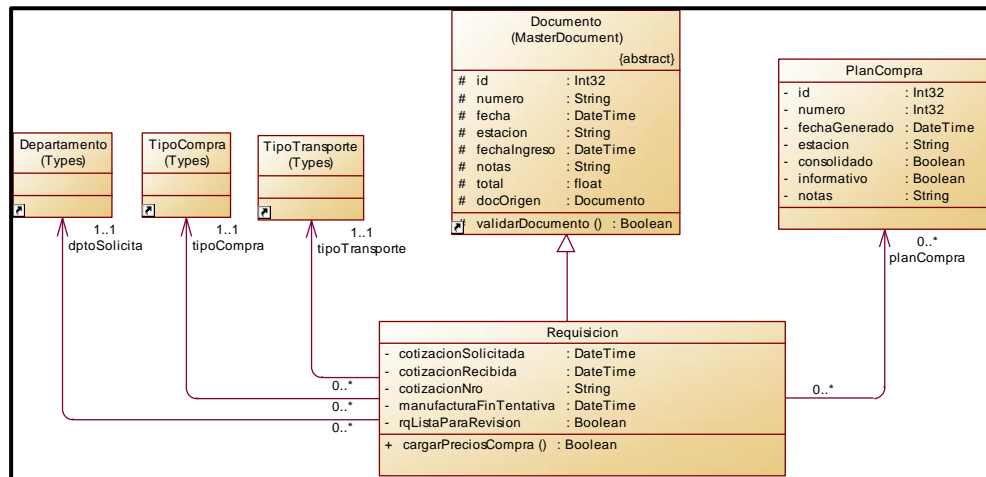 Documento
(MasterDocument)
{abstract}
# id : Int32
# numero : String
# fecha : DateTime
# estacion : String
# fechaIngreso : DateTime
# notas : String
# total : float
# docOrigen : Documento
validarDocumento () : Boolean
PlanCompra
- id : Int32
- numero : Int32
- fechaGenerado : DateTime
- estacion : String
- consolidado : Boolean
- informativo : Boolean
- notas : String
Departamento
(Types)
TipoCompra
(Types)
TipoTransporte
(Types)
1..1
dptoSolicita
1..1
tipoCompra
1..1
tipoTransporte
0..*
planCompra
Requisicion
- cotizacionSolicitada : DateTime
- cotizacionRecibida : DateTime
- cotizacionNro : String
- manufacturaFinTentativa : DateTime
- rqListaParaRevision : Boolean
+ cargarPreciosCompra () : Boolean
0..*
0..*
0..*
0..*